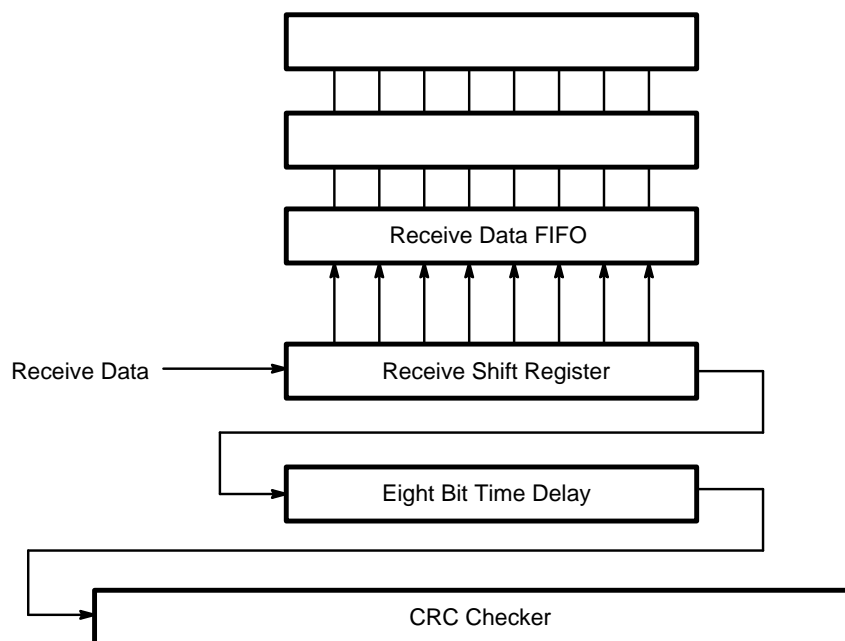 Receive Data FIFO
Receive Data
Receive Shift Register
Eight Bit Time Delay
CRC Checker